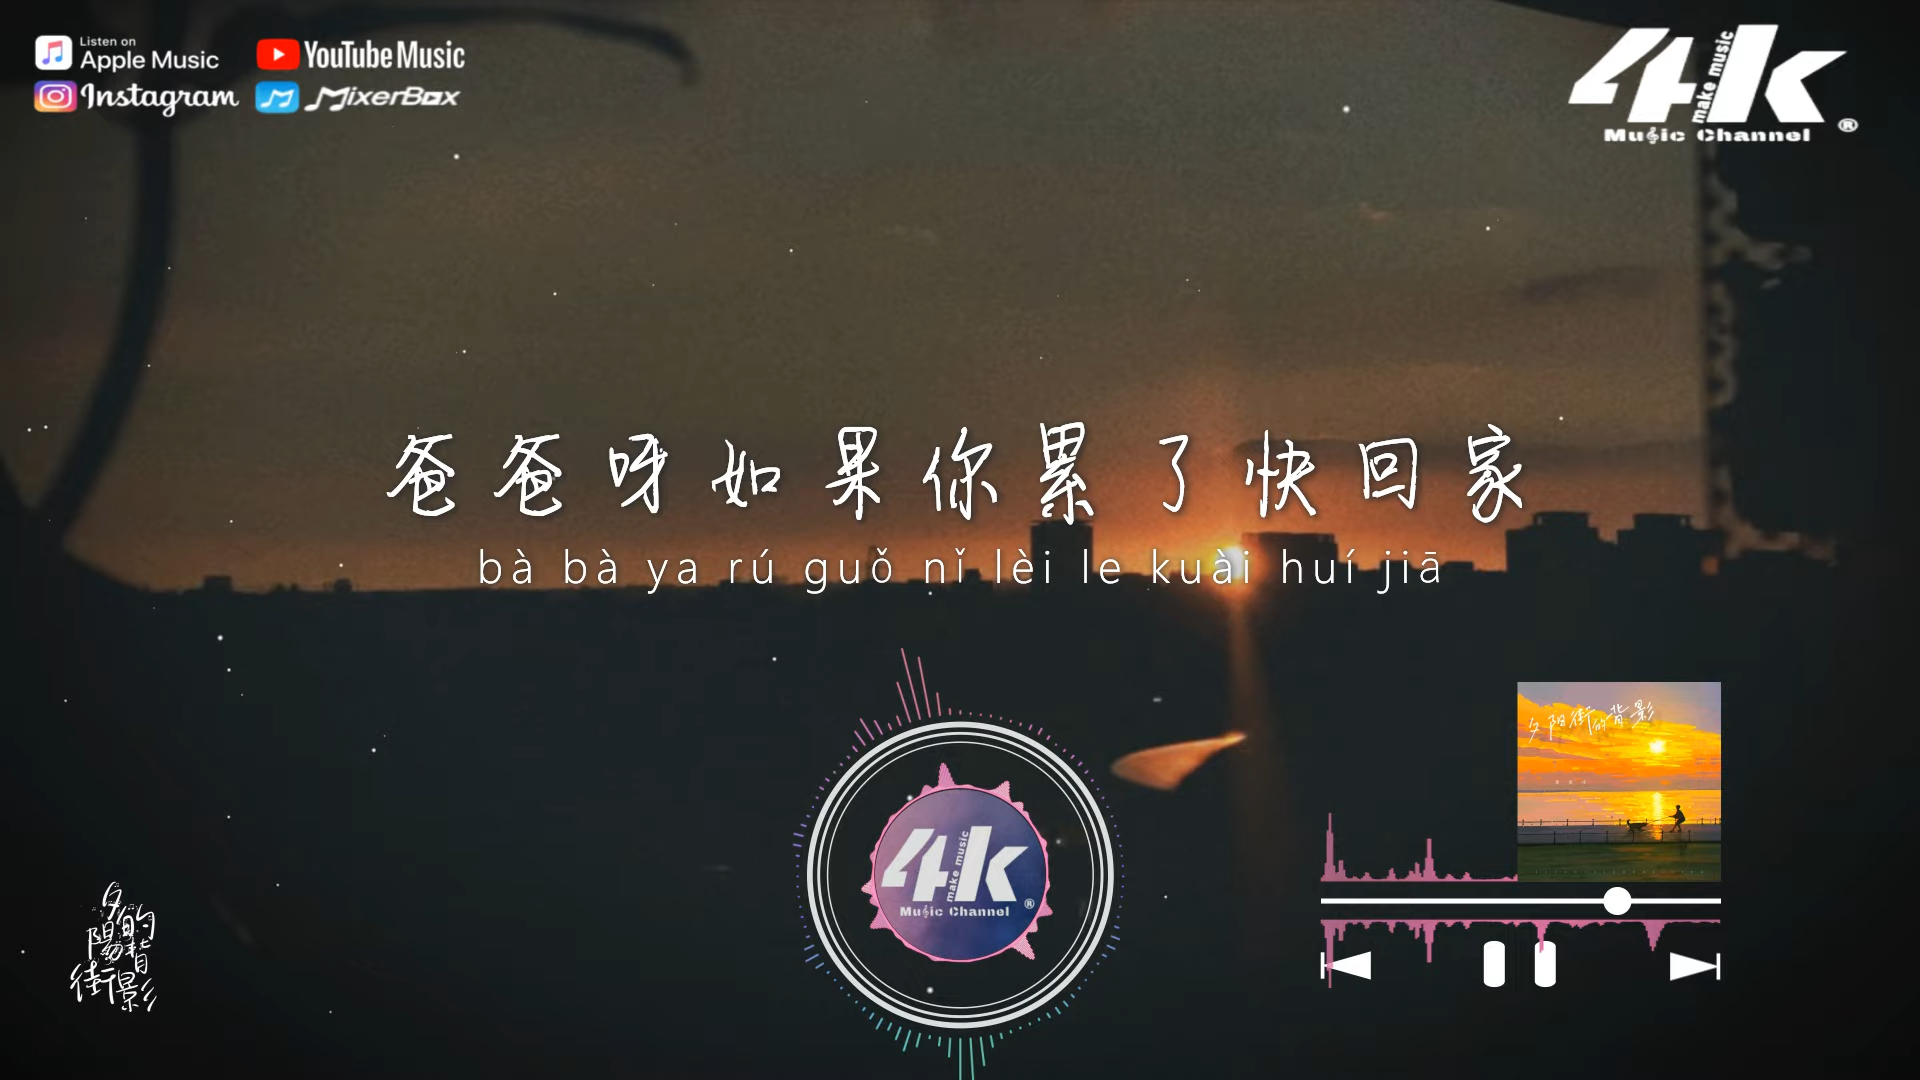 Listen on
Apple Music
YouTube Music
Instagram
MixerBox
4k
make music
Music Channel ®
爸爸呀如果你累了快回家
bà bà ya rú guǒ nǐ lèi le kuài huí jiā
夕阳街的背影
4k
make music
Music Channel ®
夕陽街的背影